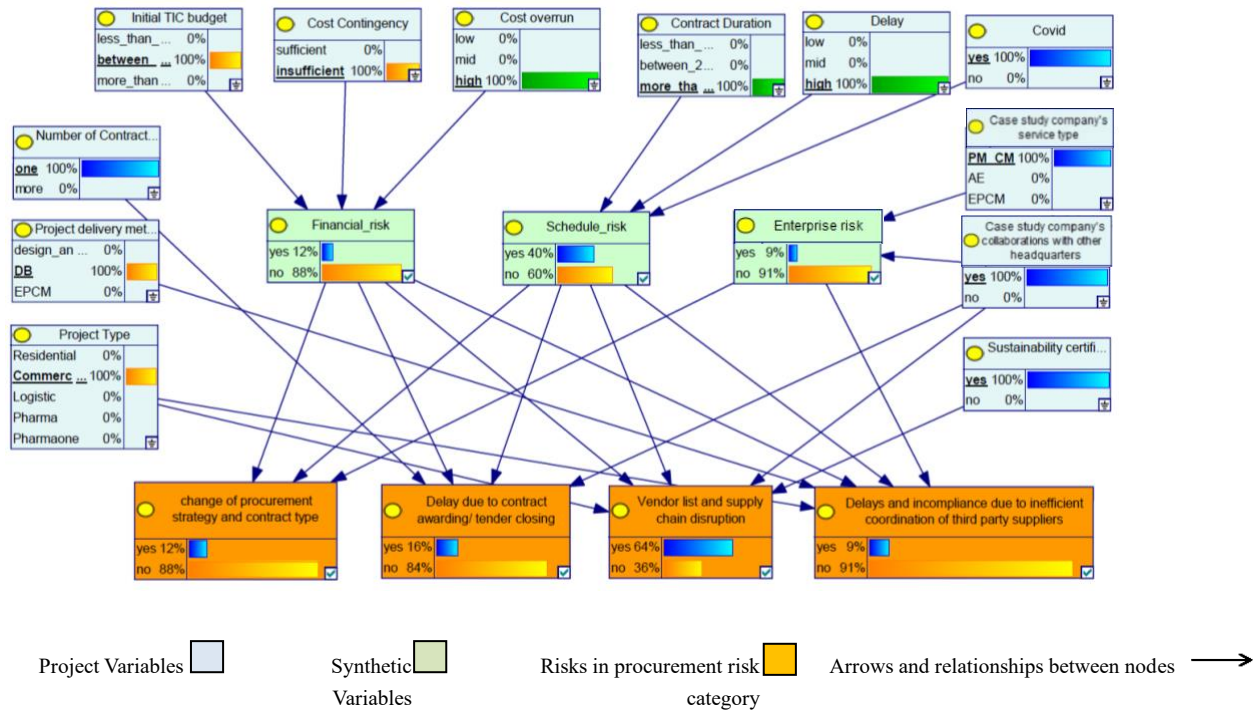 Initial TIC budget
less_than_... 0%
between_ ... 100%
more_than ... 0%
Cost Contingency
sufficient 0%
insufficient 100%
Cost overrun
low 0%
mid 0%
high 100%
Contract Duration
less_than_... 0%
between_2... 0%
more_tha ... 100%
Delay
low 0%
mid 0%
high 100%
Covid
yes 100%
no 0%
Number of Contract...
one 100%
more 0%
Case study company's
service type
PM_CM 100%
AE 0%
EPCM 0%
Project delivery met...
design_an ... 0%
DB 100%
EPCM 0%
Financial_risk
yes 12%
no 88%
Schedule_risk
yes 40%
no 60%
Enterprise risk
yes 9%
no 91%
Case study company's
collaborations with other
headquarters
yes 100%
no 0%
Project Type
Residential 0%
Commerc ... 100%
Logistic 0%
Pharma 0%
Pharmaone 0%
Sustainability certifi...
yes 100%
no 0%
change of procurement
strategy and contract type
yes 12%
no 88%
Delay due to contract
awarding/ tender closing
yes 16%
no 84%
Vendor list and supply
chain disruption
yes 64%
no 36%
Delays and incompliance due to inefficient
coordination of third party suppliers
yes 9%
no 91%
Project Variables
Synthetic
Variables
Risks in procurement risk
category
Arrows and relationships between nodes